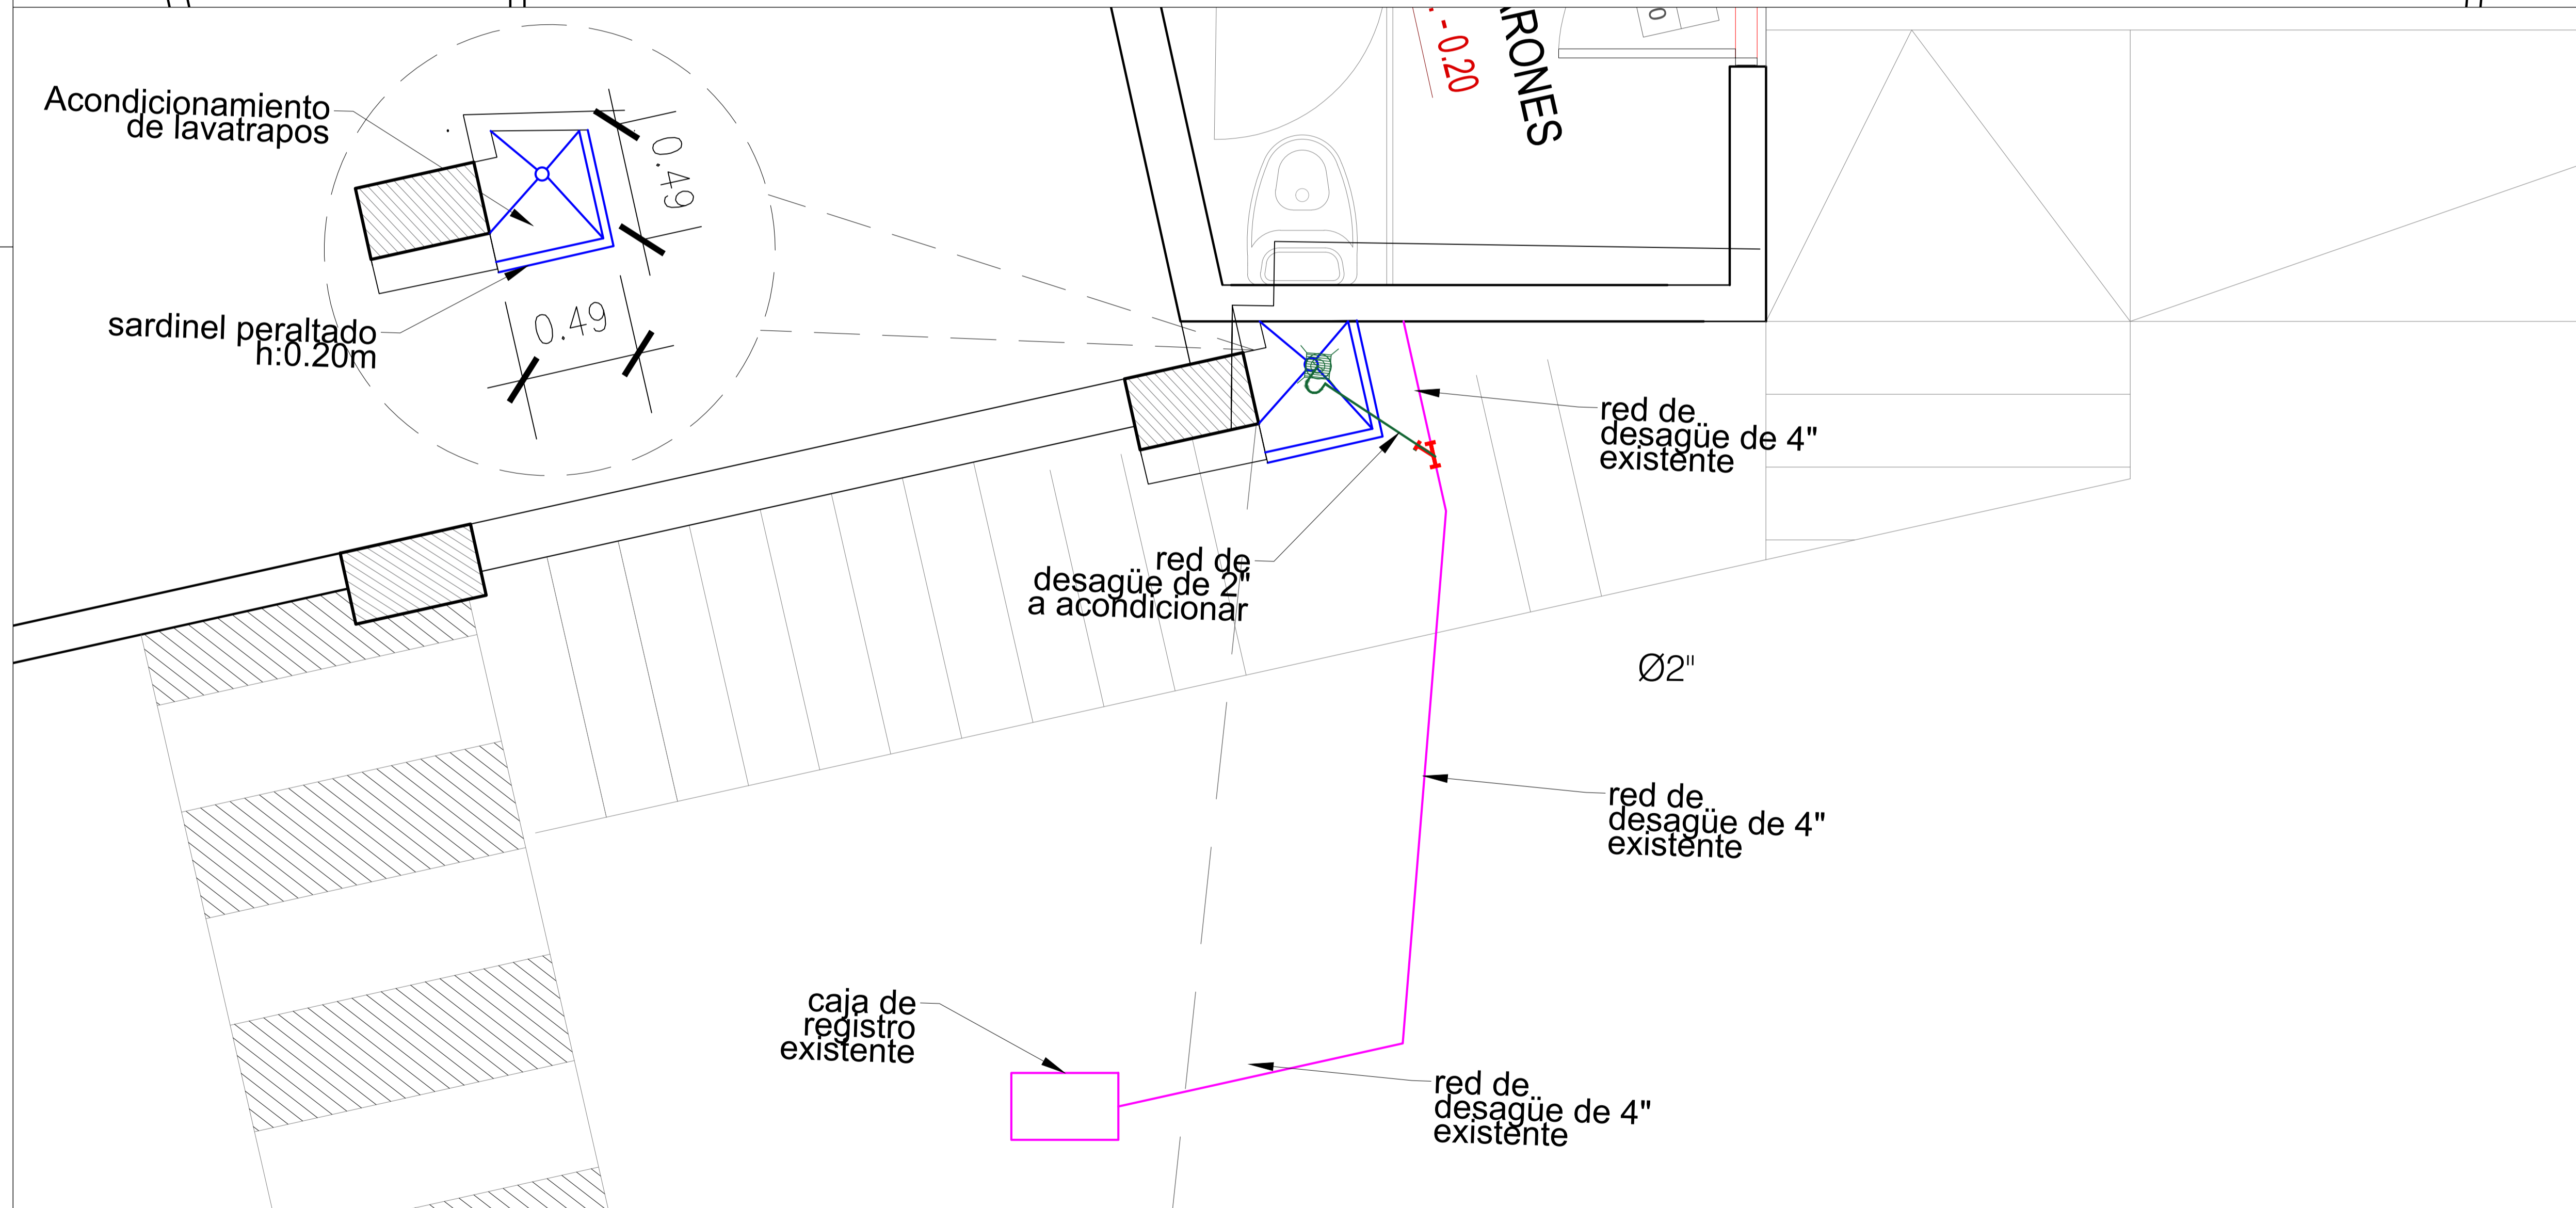 - 0.20
ARONES
0
Acondicionamiento
de lavatrapos
0.49
sardinel peraltado
h:0.20m
0.49
red de
desagüe de 4"
existente
red de
desagüe de 2"
a acondicionar
Ø2"
red de
desagüe de 4"
existente
caja de
registro
existente
red de
desagüe de 4"
existente